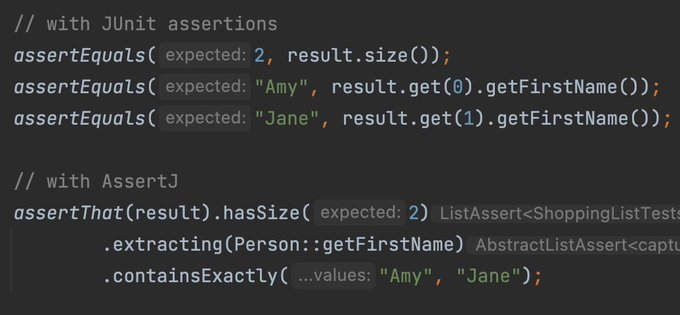 // with JUnit assertions
assertEquals( expected: 2, result.size());
assertEquals( expected: "Amy", result.get(0).getFirstName());
assertEquals( expected: "Jane", result.get(1).getFirstName());
// with AssertJ
assertThat(result).hasSize( expected: 2) ListAssert<ShoppingListTests
.extracting(Person::getFirstName) AbstractListAssert<captu
.containsExactly( ...values: "Amy", "Jane");